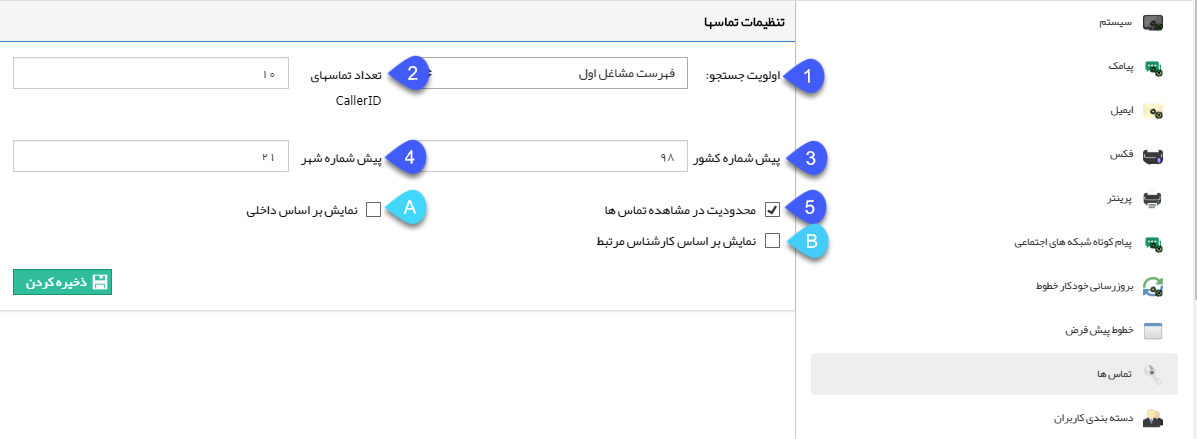 تنظیمات تماسها
1
اولویت جستجو:
فهرست مشاغل اول
2
تعداد تماسهای
CallerID
۱۰
3
پیش شماره کشور
۹۸
4
پیش شماره شهر
۲۱
5
محدودیت در مشاهده تماس ها
A
نمایش بر اساس داخلی
B
نمایش بر اساس کارشناس مرتبط
ذخیره کردن
سیستم
پیامک
ایمیل
فکس
پرینتر
پیام کوتاه شبکه های اجتماعی
بروزرسانی خودکار خطوط
خطوط پیش فرض
تماس ها
دسته بندی کاربران